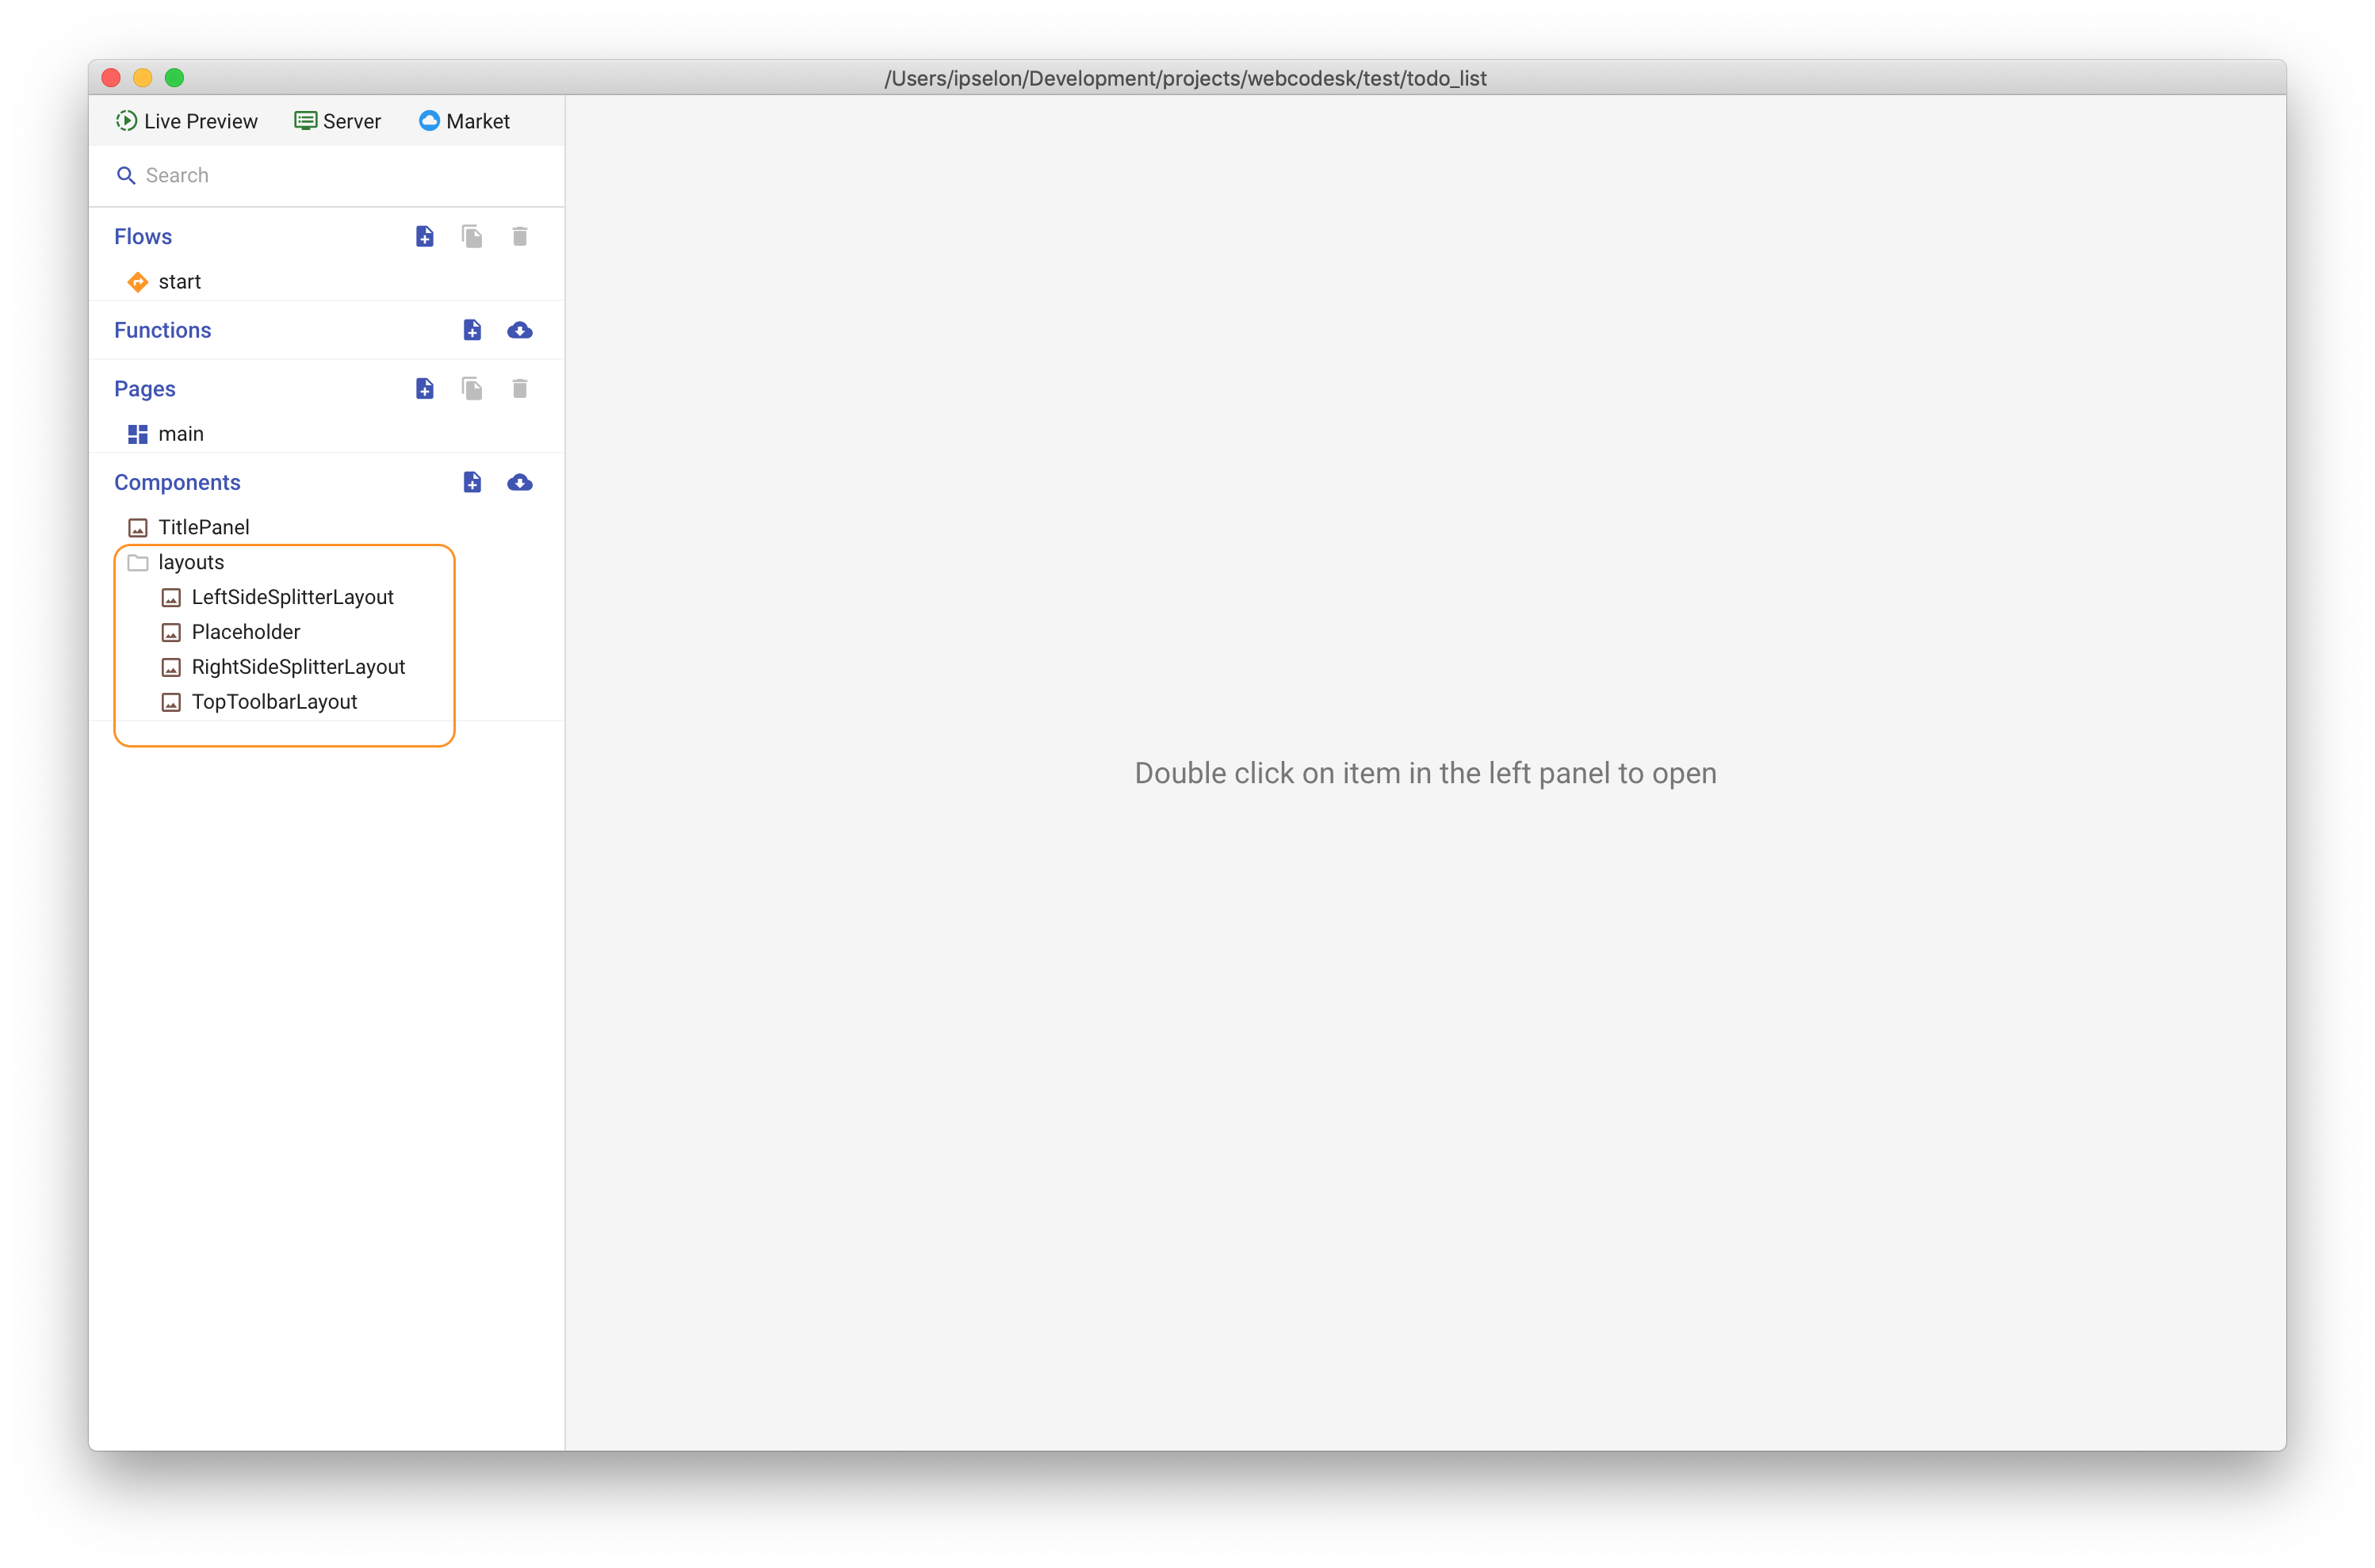 /Users/ipselon/Development/projects/webcodesk/test/todo_list
Live Preview Server Market
Search
Flows
start
Functions
Pages
main
Components
TitlePanel
layouts
LeftSideSplitterLayout
Placeholder
RightSideSplitterLayout
TopToolbarLayout
Double click on item in the left panel to open